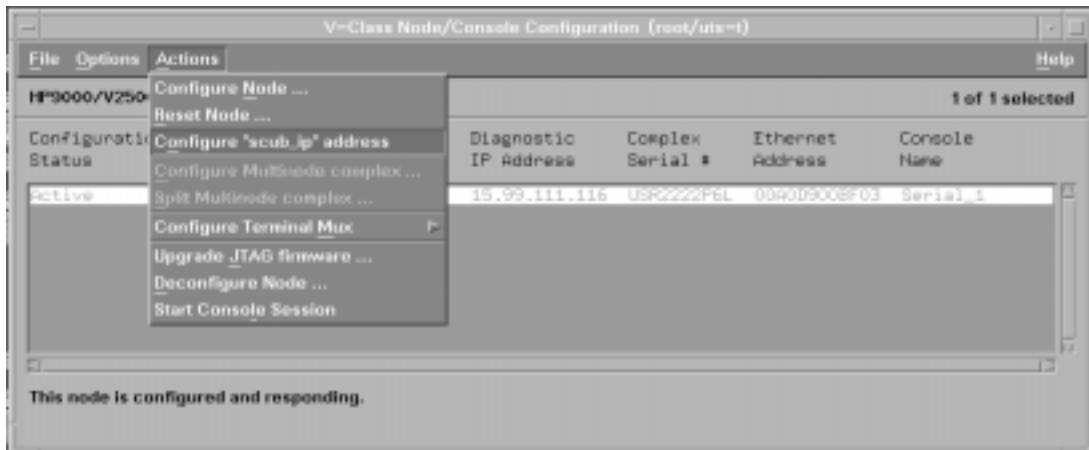 V-Class Node/Console Configuration (root/uts-t)
File Options Actions Help
HP9000/V250 1 of 1 selected
Configure Node ...
Reset Node ...
Configure "scub_ip" address
Configure Multinode complex ...
Split Multinode complex ...
Configure Terminal Mux
Upgrade JTAG firmware ...
Deconfigure Node ...
Start Console Session
Configurati Diagnostic Complex Ethernet Console
Status IP Address Serial # Address Name
Active 15.99.111.116 USR2222P6L 00A0D900BF03 Serial_1
This node is configured and responding.